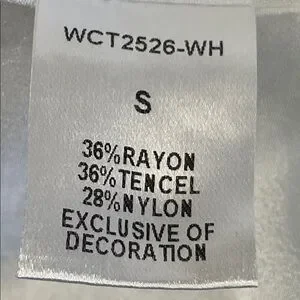 WCT2526-WH
S
36%RAYON
36%TENCEL
28%NYLON
EXCLUSIVE OF
DECORATION